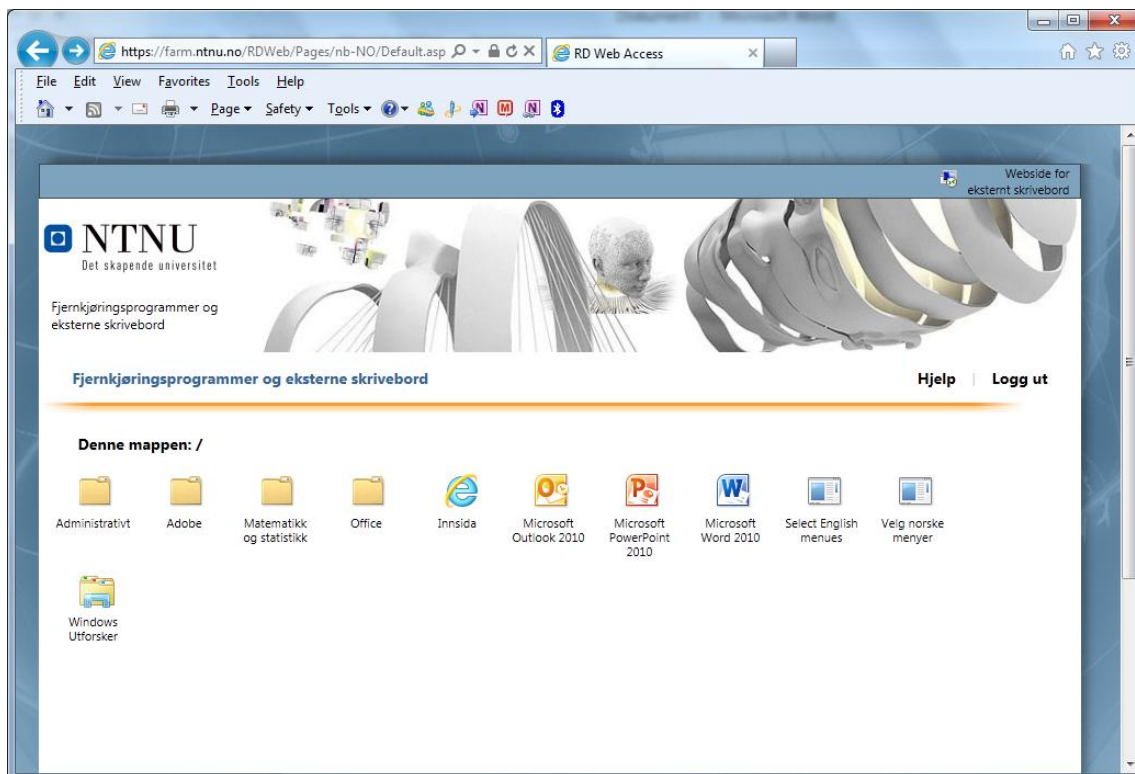 https://farm.ntnu.no/RDWeb/Pages/nb-NO/Default.asp
RD Web Access
File Edit View Favorites Tools Help
Page Safety Tools
Webside for
eksternt skrivebord
NTNU
Det skapende universitet
Fjernkjøringsprogrammer og
eksterne skrivebord
Fjernkjøringsprogrammer og eksterne skrivebord
Hjelp | Logg ut
Denne mappen: /
Administrativt
Adobe
Matematikk
og statistikk
Office
Innsida
Microsoft
Outlook 2010
Microsoft
PowerPoint
2010
Microsoft
Word 2010
Select English
menues
Velg norske
menyer
Windows
Utforsker